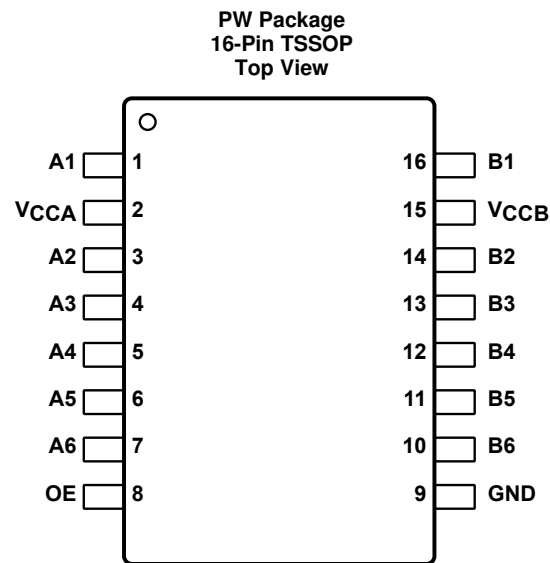 PW Package
16-Pin TSSOP
Top View
A1 1 16 B1
VCCA 2 15 VCCB
A2 3 14 B2
A3 4 13 B3
A4 5 12 B4
A5 6 11 B5
A6 7 10 B6
OE 8 9 GND